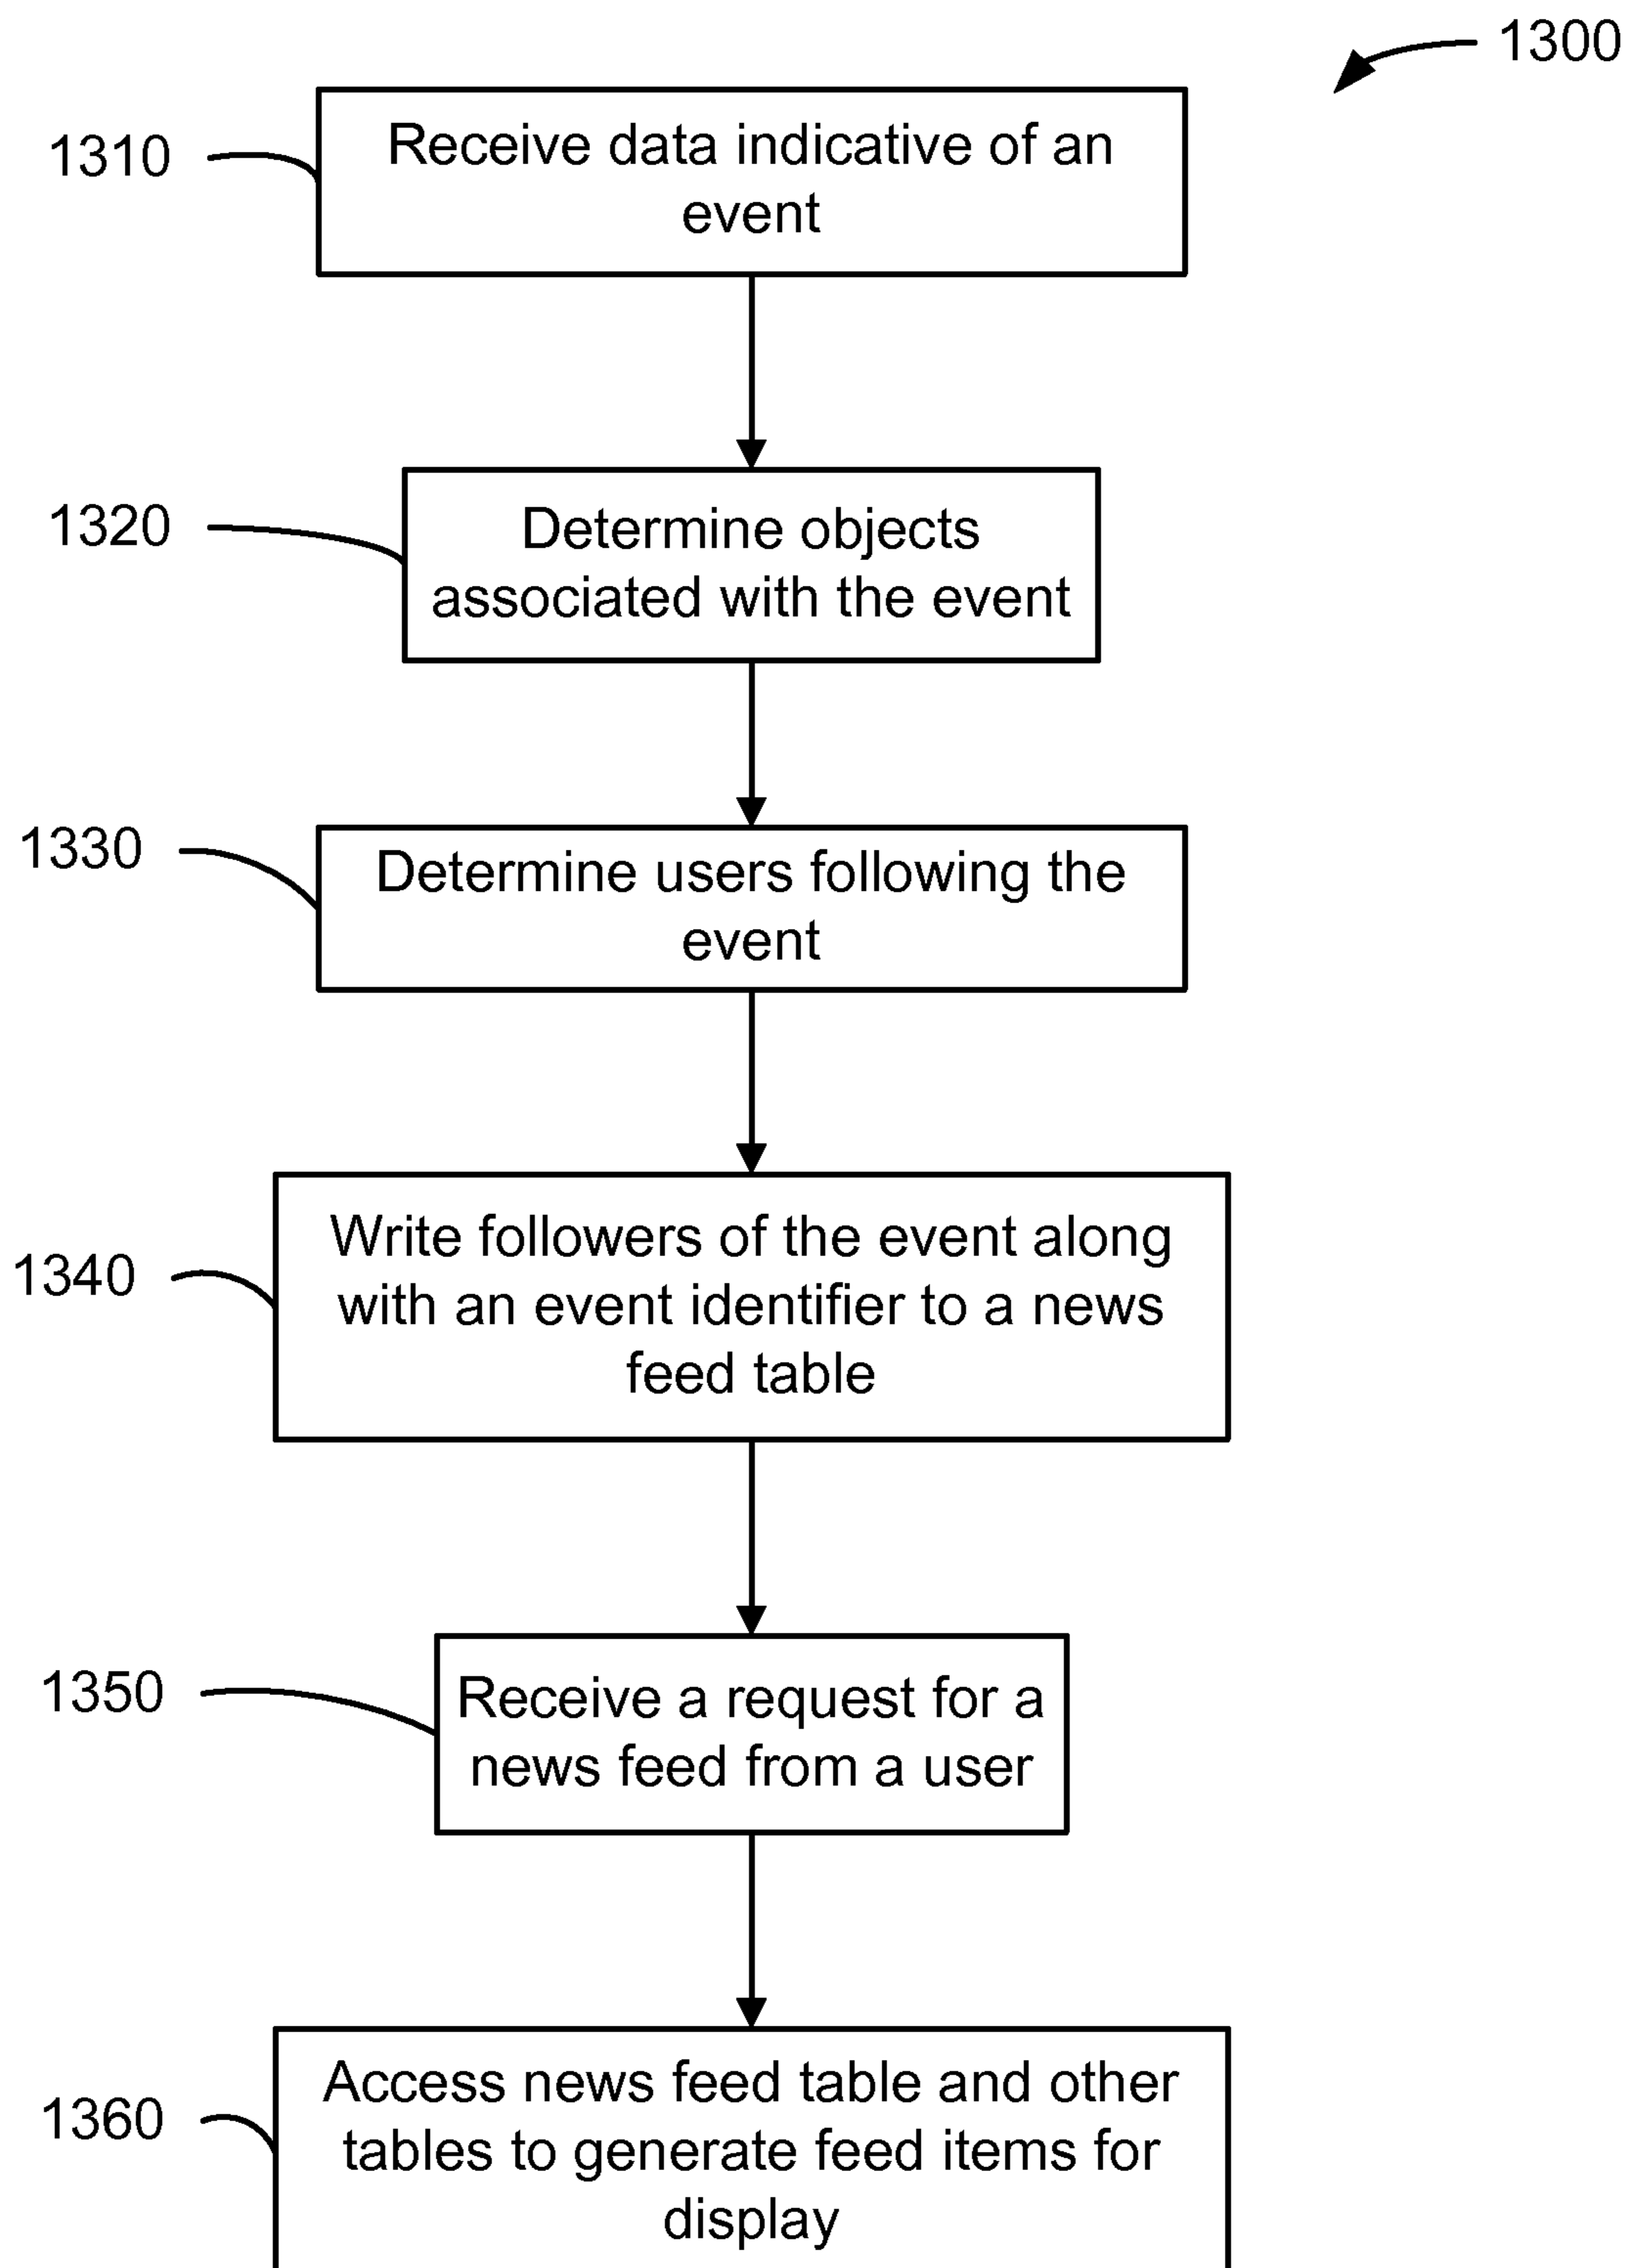 1300
1310
Receive data indicative of an
event
1320
Determine objects
associated with the event
1330
Determine users following the
event
1340
Write followers of the event along
with an event identifier to a news
feed table
1350
Receive a request for a
news feed from a user
1360
Access news feed table and other
tables to generate feed items for
display